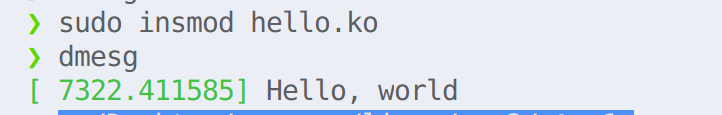 ❯ sudo insmod hello.ko
❯ dmesg
[ 7322.411585] Hello, world